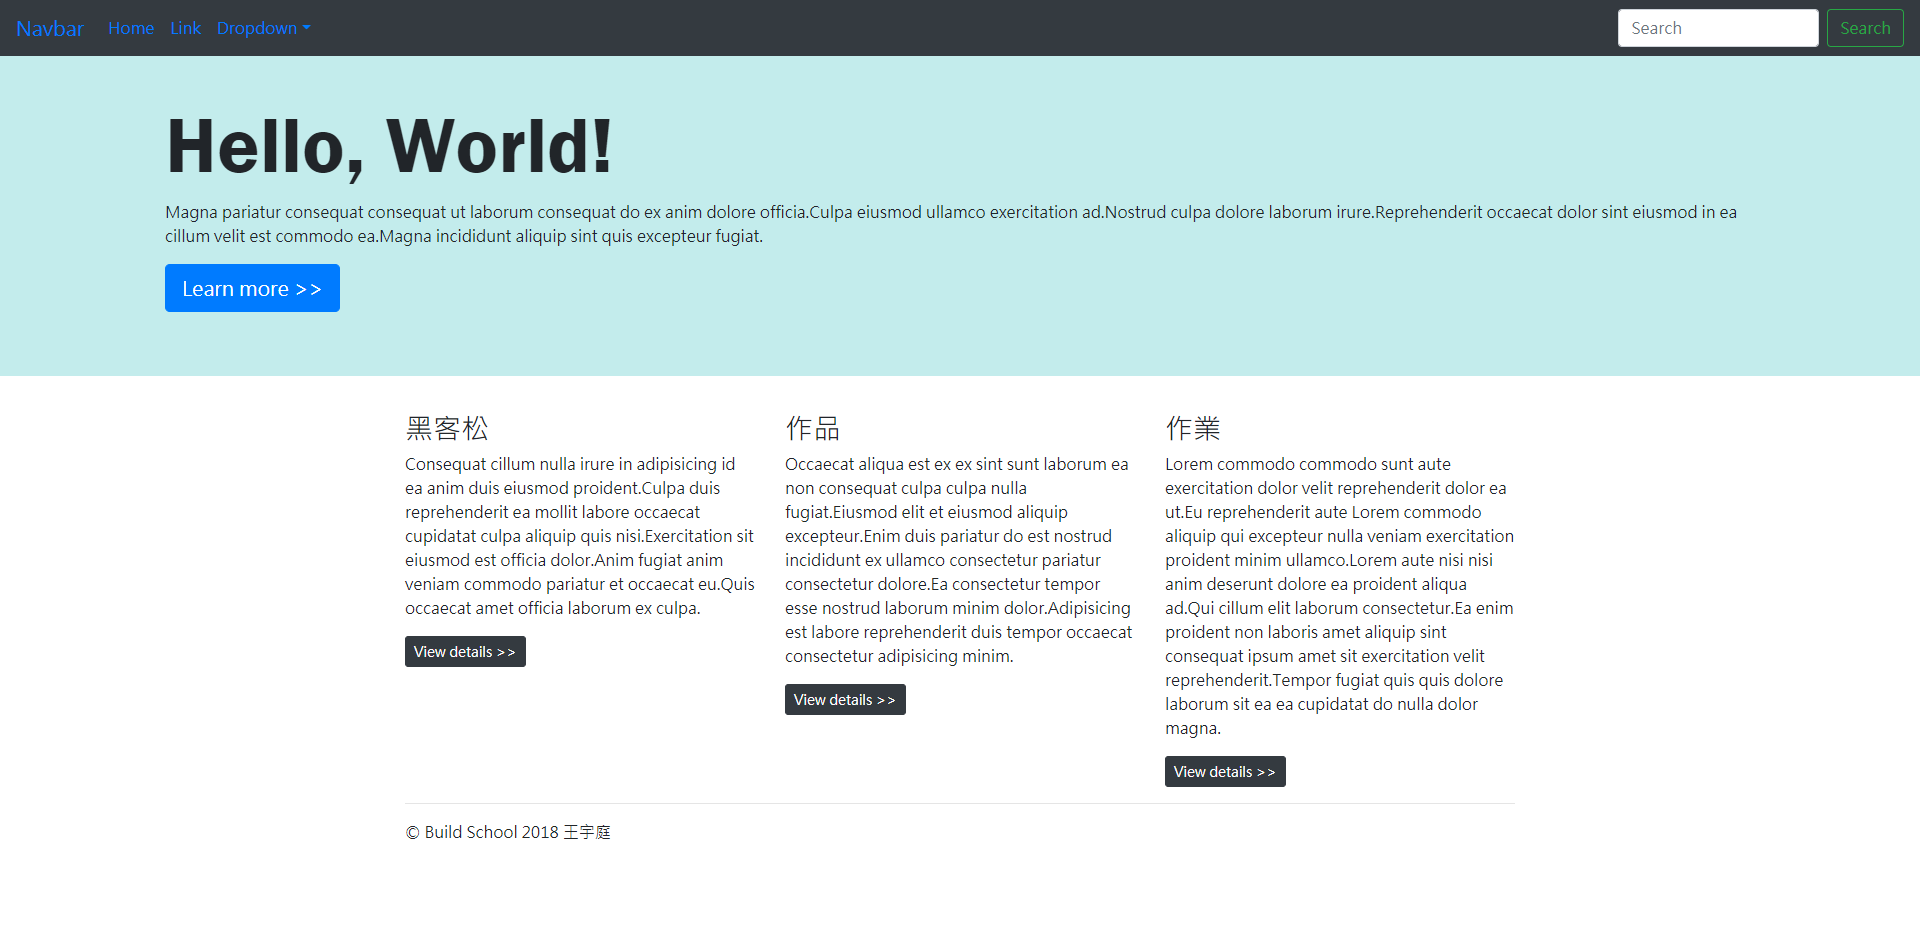 Navbar Home Link Dropdown Search Search
Hello, World!
Magna pariatur consequat consequat ut laborum consequat do ex anim dolore officia.Culpa eiusmod ullamco exercitation ad.Nostrud culpa dolore laborum irure.Reprehenderit occaecat dolor sint eiusmod in ea
cillum velit est commodo ea.Magna incididunt aliquip sint quis excepteur fugiat.
Learn more >>
黑客松
Consequat cillum nulla irure in adipisicing id
ea anim duis eiusmod proident.Culpa duis
reprehenderit ea mollit labore occaecat
cupidatat culpa aliquip quis nisi.Exercitation sit
eiusmod est officia dolor.Anim fugiat anim
veniam commodo pariatur et occaecat eu.Quis
occaecat amet officia laborum ex culpa.
View details >>
作品
Occaecat aliqua est ex ex sint sunt laborum ea
non consequat culpa culpa nulla
fugiat.Eiusmod elit et eiusmod aliquip
excepteur.Enim duis pariatur do est nostrud
incididunt ex ullamco consectetur pariatur
consectetur dolore.Ea consectetur tempor
esse nostrud laborum minim dolor.Adipisicing
est labore reprehenderit duis tempor occaecat
consectetur adipisicing minim.
View details >>
作業
Lorem commodo commodo sunt aute
exercitation dolor velit reprehenderit dolor ea
ut.Eu reprehenderit aute Lorem commodo
aliquip qui excepteur nulla veniam exercitation
proident minim ullamco.Lorem aute nisi nisi
anim deserunt dolore ea proident aliqua
ad.Qui cillum elit laborum consectetur.Ea enim
proident non laboris amet aliquip sint
consequat ipsum amet sit exercitation velit
reprehenderit.Tempor fugiat quis quis dolore
laborum sit ea ea cupidatat do nulla dolor
magna.
View details >>
© Build School 2018 王宇庭